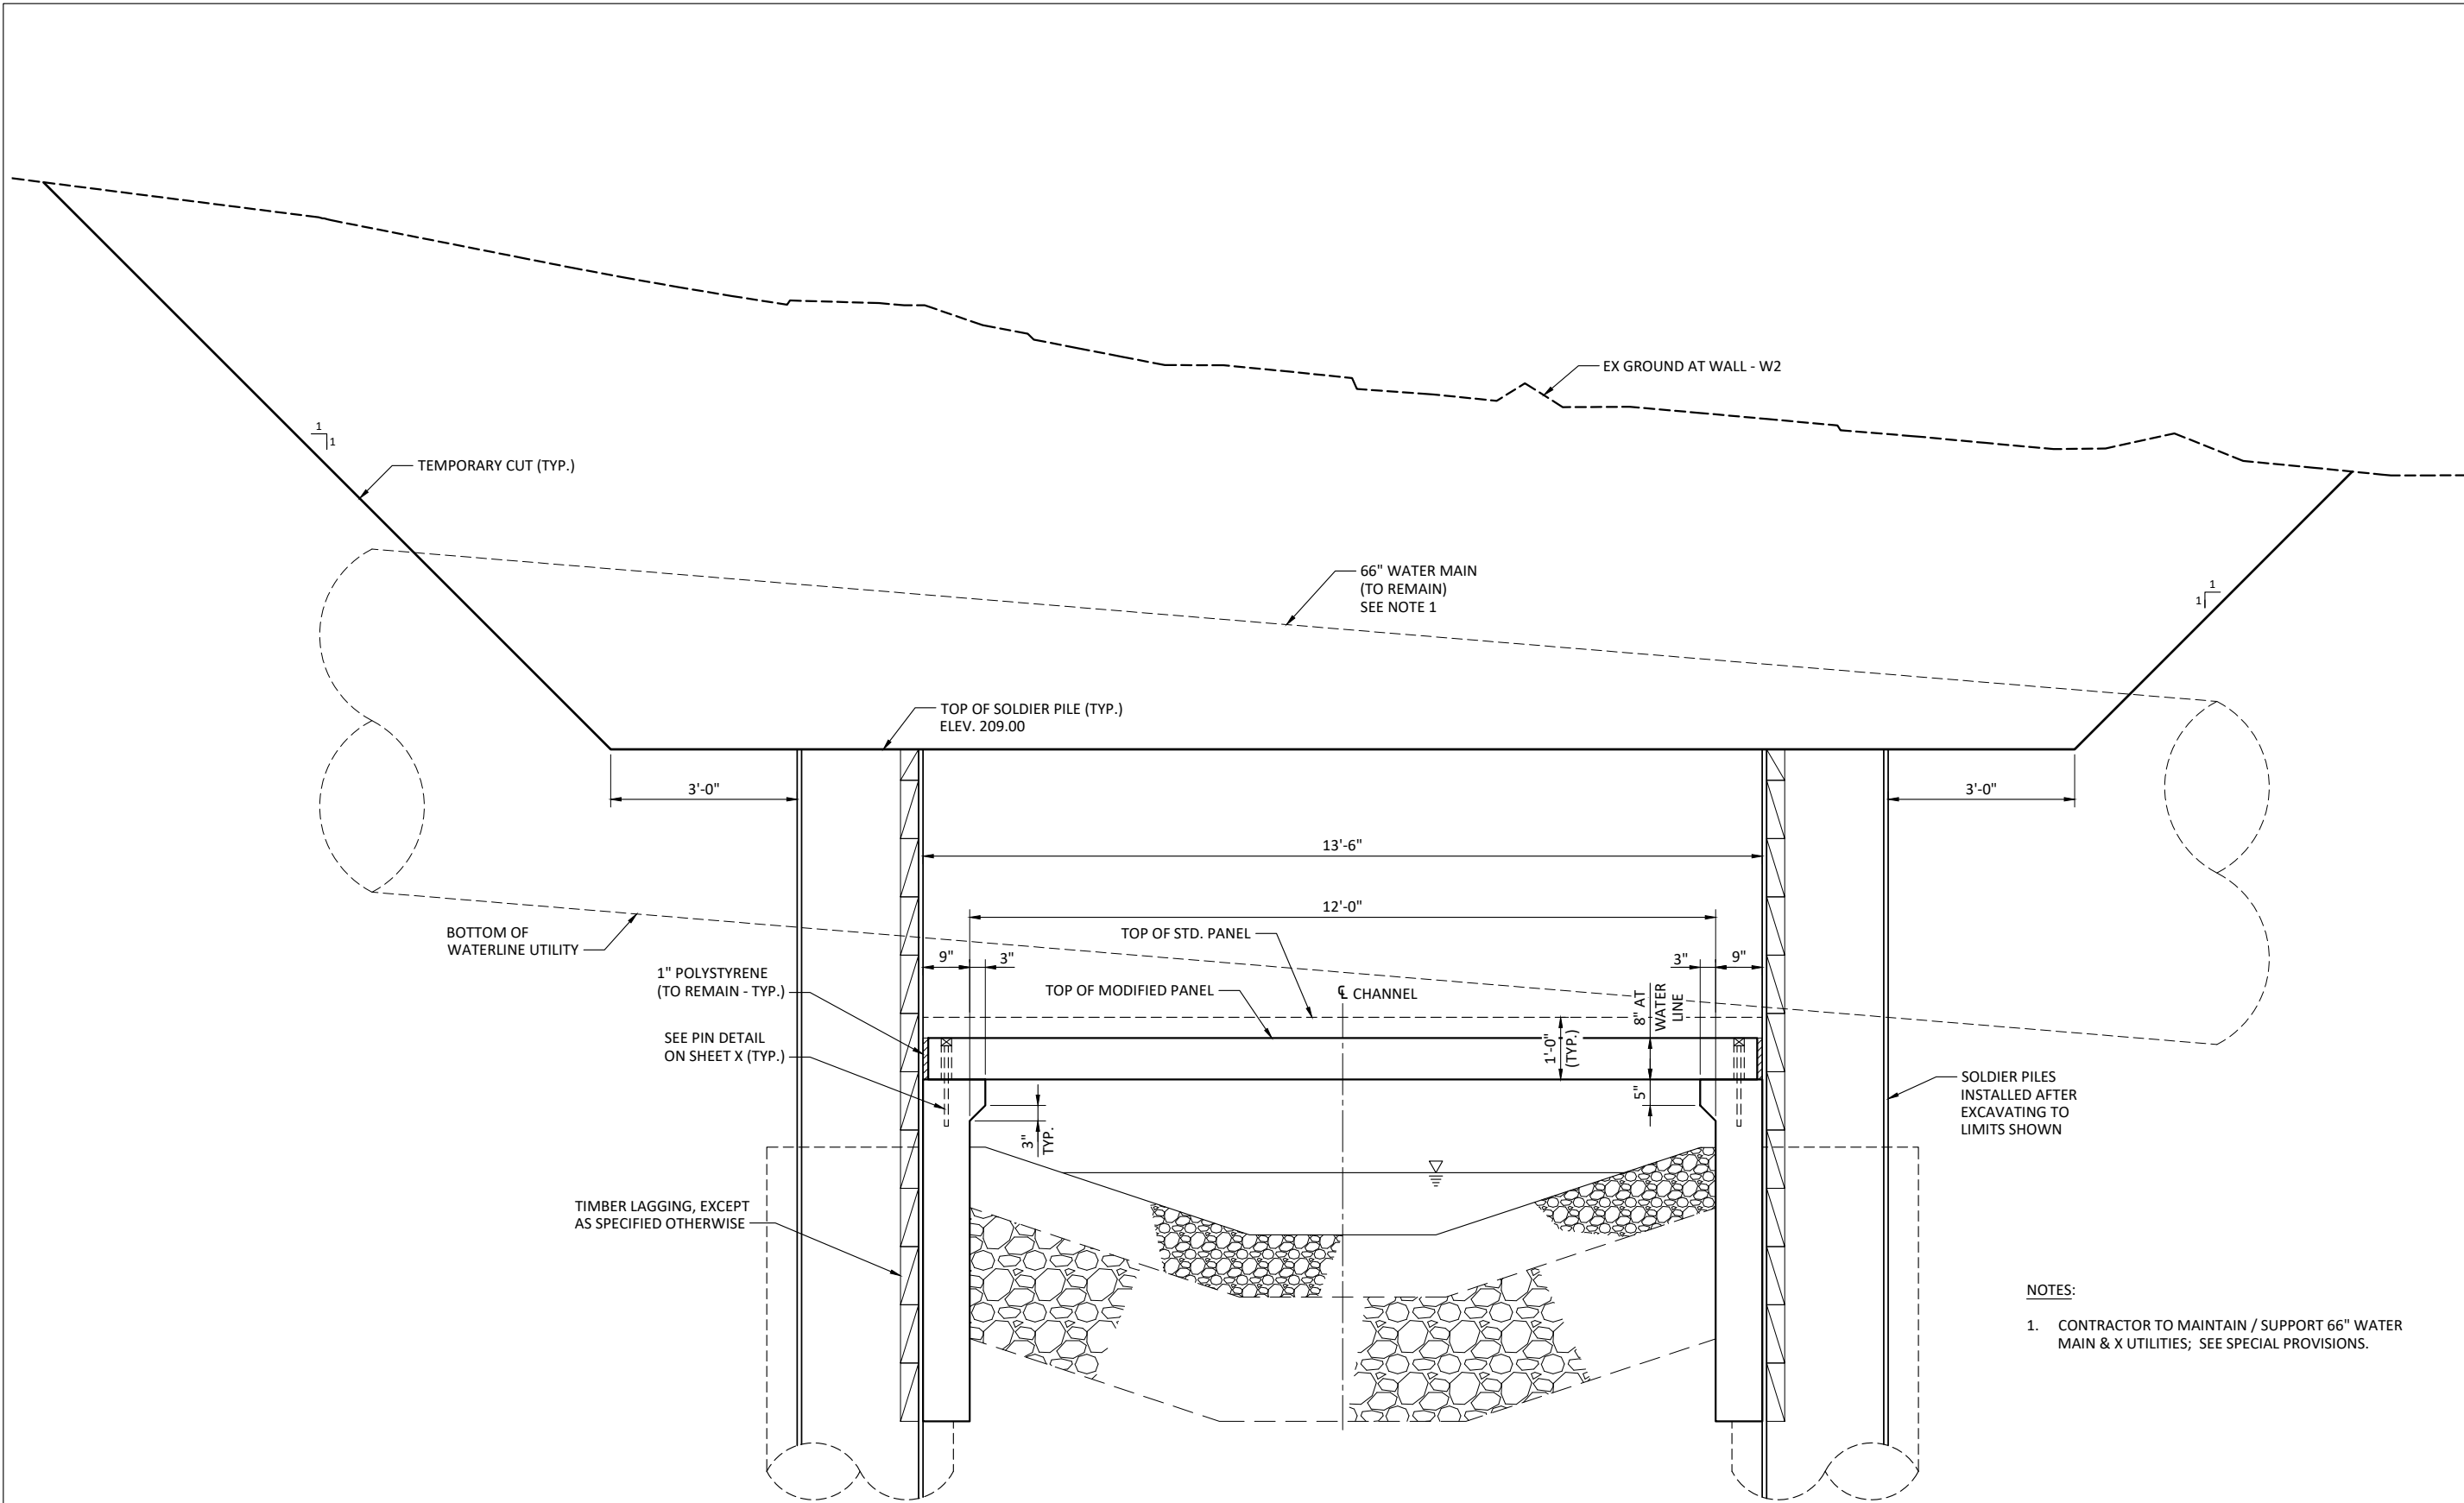 EX GROUND AT WALL - W2
1
1
TEMPORARY CUT (TYP.)
66" WATER MAIN
(TO REMAIN)
SEE NOTE 1
1
1
TOP OF SOLDIER PILE (TYP.)
ELEV. 209.00
3'-0"
3'-0"
13'-6"
12'-0"
BOTTOM OF
WATERLINE UTILITY
TOP OF STD. PANEL
9"
3"
3"
9"
1" POLYSTYRENE
(TO REMAIN - TYP.)
TOP OF MODIFIED PANEL
℄ CHANNEL
8" AT
WATER
LINE
1'-0"
(TYP.)
SEE PIN DETAIL
ON SHEET X (TYP.)
5"
3"
TYP.
SOLDIER PILES
INSTALLED AFTER
EXCAVATING TO
LIMITS SHOWN
TIMBER LAGGING, EXCEPT
AS SPECIFIED OTHERWISE
NOTES:
1. CONTRACTOR TO MAINTAIN / SUPPORT 66" WATER
MAIN & X UTILITIES; SEE SPECIAL PROVISIONS.